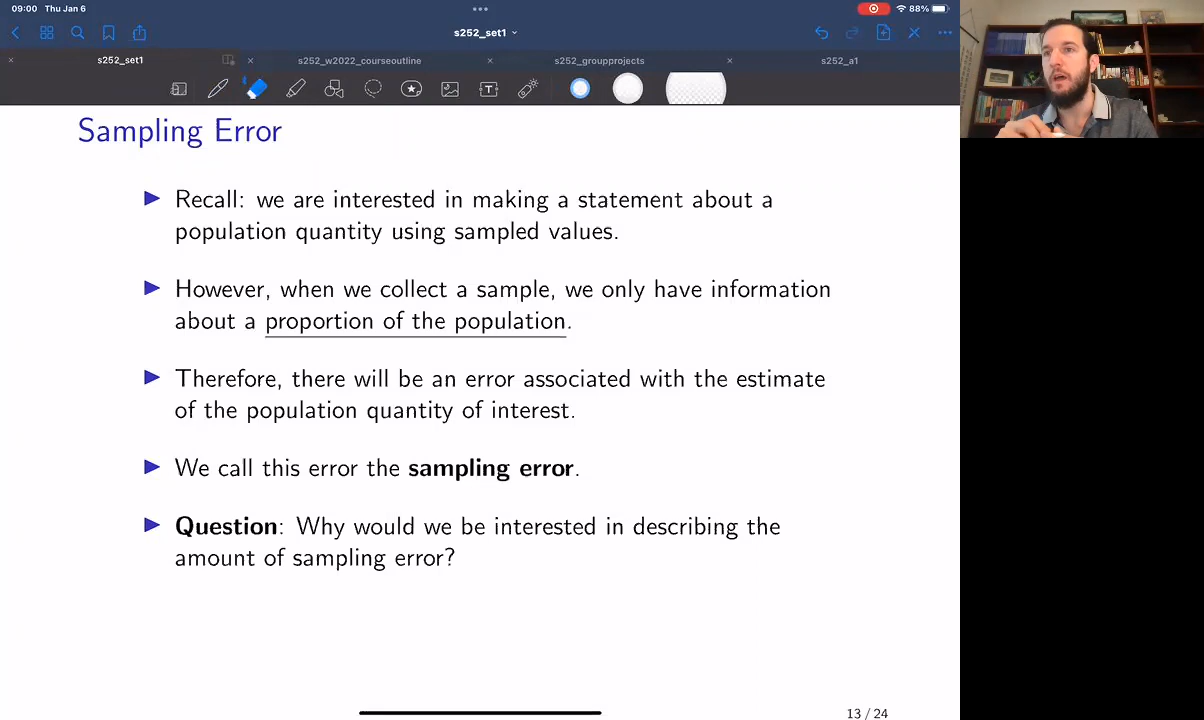 09:00 Thu Jan 6
88%
s252_set1
s252_set1
s252_w2022_courseoutline
s252_groupprojects
s252_a1
T
Sampling Error
Recall: we are interested in making a statement about a
population quantity using sampled values.
However, when we collect a sample, we only have information
about a proportion of the population.
Therefore, there will be an error associated with the estimate
of the population quantity of interest.
We call this error the sampling error.
Question: Why would we be interested in describing the
amount of sampling error?
13 / 24